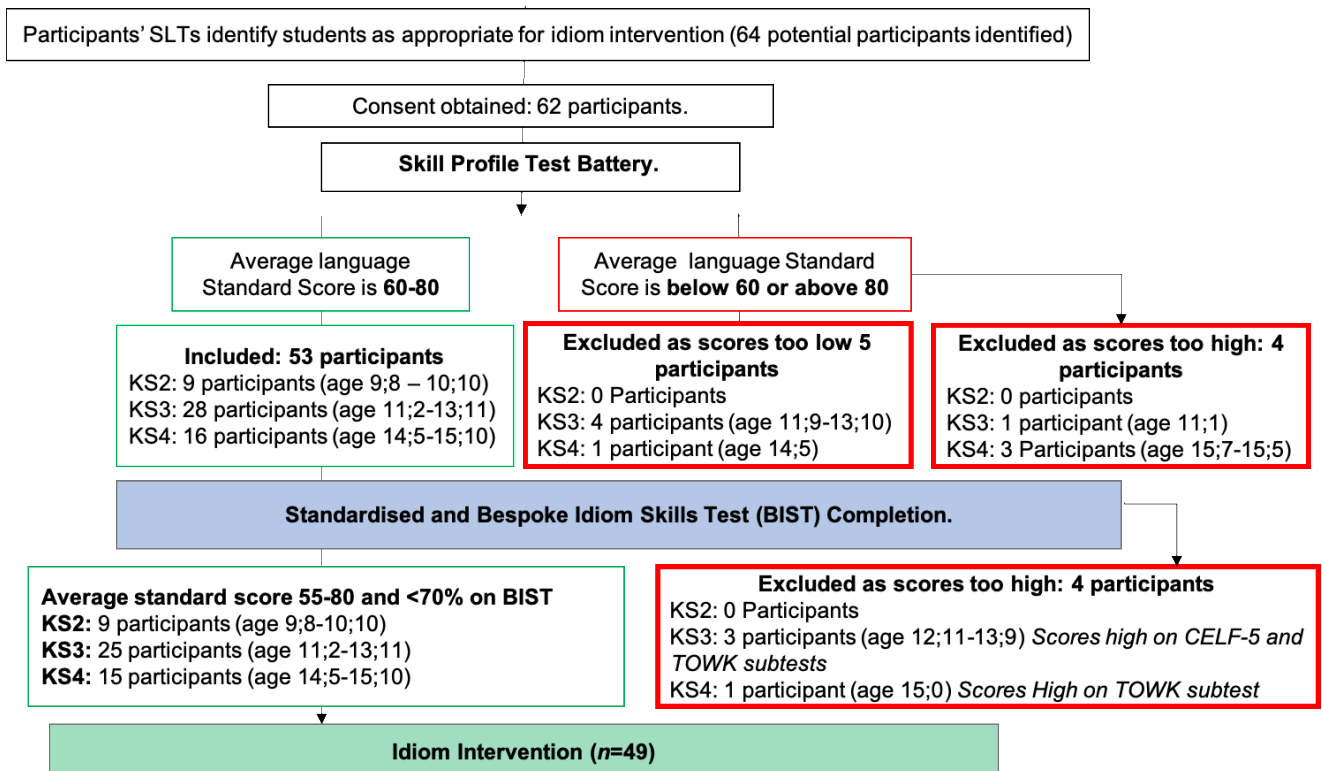 Participants' SLTs identify students as appropriate for idiom intervention (64 potential participants identified)
Consent obtained: 62 participants.
Skill Profile Test Battery.
Average language
Standard Score is 60-80
Average language Standard
Score is below 60 or above 80
Included: 53 participants
KS2: 9 participants (age 9;8 – 10;10)
KS3: 28 participants (age 11;2-13;11)
KS4: 16 participants (age 14;5-15;10)
Excluded as scores too low 5
participants
KS2: 0 Participants
KS3: 4 participants (age 11;9-13;10)
KS4: 1 participant (age 14;5)
Excluded as scores too high: 4
participants
KS2: 0 participants
KS3: 1 participant (age 11;1)
KS4: 3 Participants (age 15;7-15;5)
Standardised and Bespoke Idiom Skills Test (BIST) Completion.
Average standard score 55-80 and <70% on BIST
KS2: 9 participants (age 9;8-10;10)
KS3: 25 participants (age 11;2-13;11)
KS4: 15 participants (age 14;5-15;10)
Excluded as scores too high: 4 participants
KS2: 0 Participants
KS3: 3 participants (age 12;11-13;9) Scores high on CELF-5 and
TOWK subtests
KS4: 1 participant (age 15;0) Scores High on TOWK subtest
Idiom Intervention (n=49)